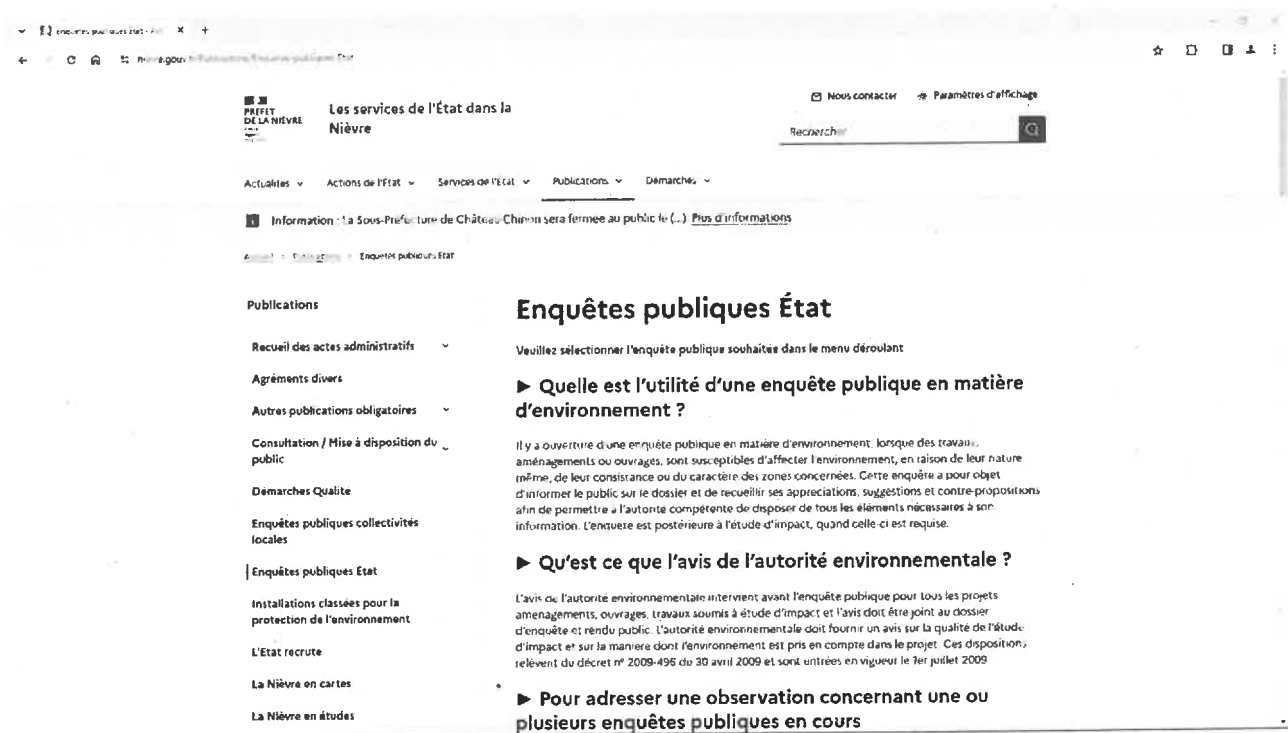 Enquêtes publiques État
PRÉFET
DE LA NIÈVRE
Les services de l'État dans la
Nièvre
Nous contacter
Paramètres d'affichage
Rechercher
Actualités
Actions de l'État
Services de l'État
Publications
Démarches
Information : La Sous-Préfecture de Château-Chinon sera fermée au public le (...) Plus d'informations
Accueil > Publications > Enquêtes publiques État
Publications
Recueil des actes administratifs
Agréments divers
Autres publications obligatoires
Consultation / Mise à disposition du
public
Démarches Qualité
Enquêtes publiques collectivités
locales
Enquêtes publiques État
Installations classées pour la
protection de l'environnement
L'Etat recrute
La Nièvre en cartes
La Nièvre en études
Enquêtes publiques État
Veuillez sélectionner l'enquête publique souhaitée dans le menu déroulant
► Quelle est l'utilité d'une enquête publique en matière
d'environnement ?
Il y a ouverture d'une enquête publique en matière d'environnement, lorsque des travaux,
aménagements ou ouvrages, sont susceptibles d'affecter l'environnement, en raison de leur nature
même, de leur consistance ou du caractère des zones concernées. Cette enquête a pour objet
d'informer le public sur le dossier et de recueillir ses appréciations, suggestions et contre-propositions
afin de permettre à l'autorité compétente de disposer de tous les éléments nécessaires à son
information. L'enquête est postérieure à l'étude d'impact, quand celle-ci est requise.
► Qu'est ce que l'avis de l'autorité environnementale ?
L'avis de l'autorité environnementale intervient avant l'enquête publique pour tous les projets
aménagements, ouvrages, travaux soumis à étude d'impact et l'avis doit être joint au dossier
d'enquête et rendu public. L'autorité environnementale doit fournir un avis sur la qualité de l'étude
d'impact et sur la manière dont l'environnement est pris en compte dans le projet. Ces dispositions
relèvent du décret n° 2009-496 du 30 avril 2009 et sont entrées en vigueur le 1er juillet 2009
► Pour adresser une observation concernant une ou
plusieurs enquêtes publiques en cours